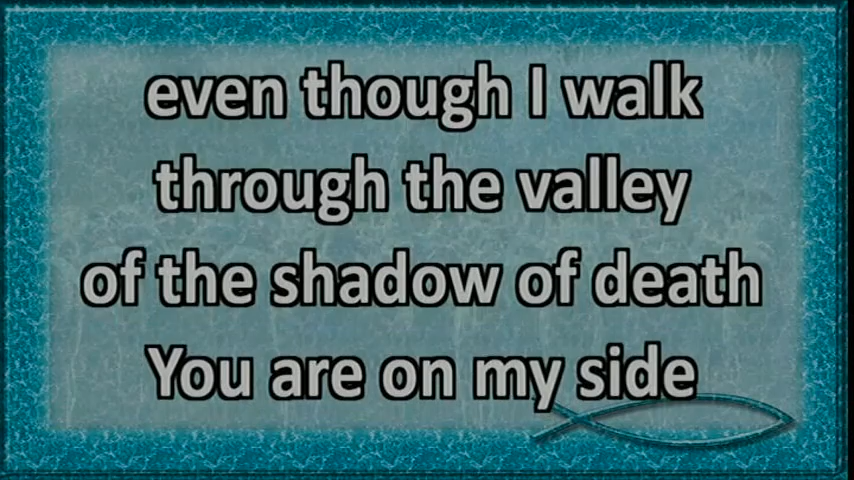 even though I walk
through the valley
of the shadow of death
You are on my side